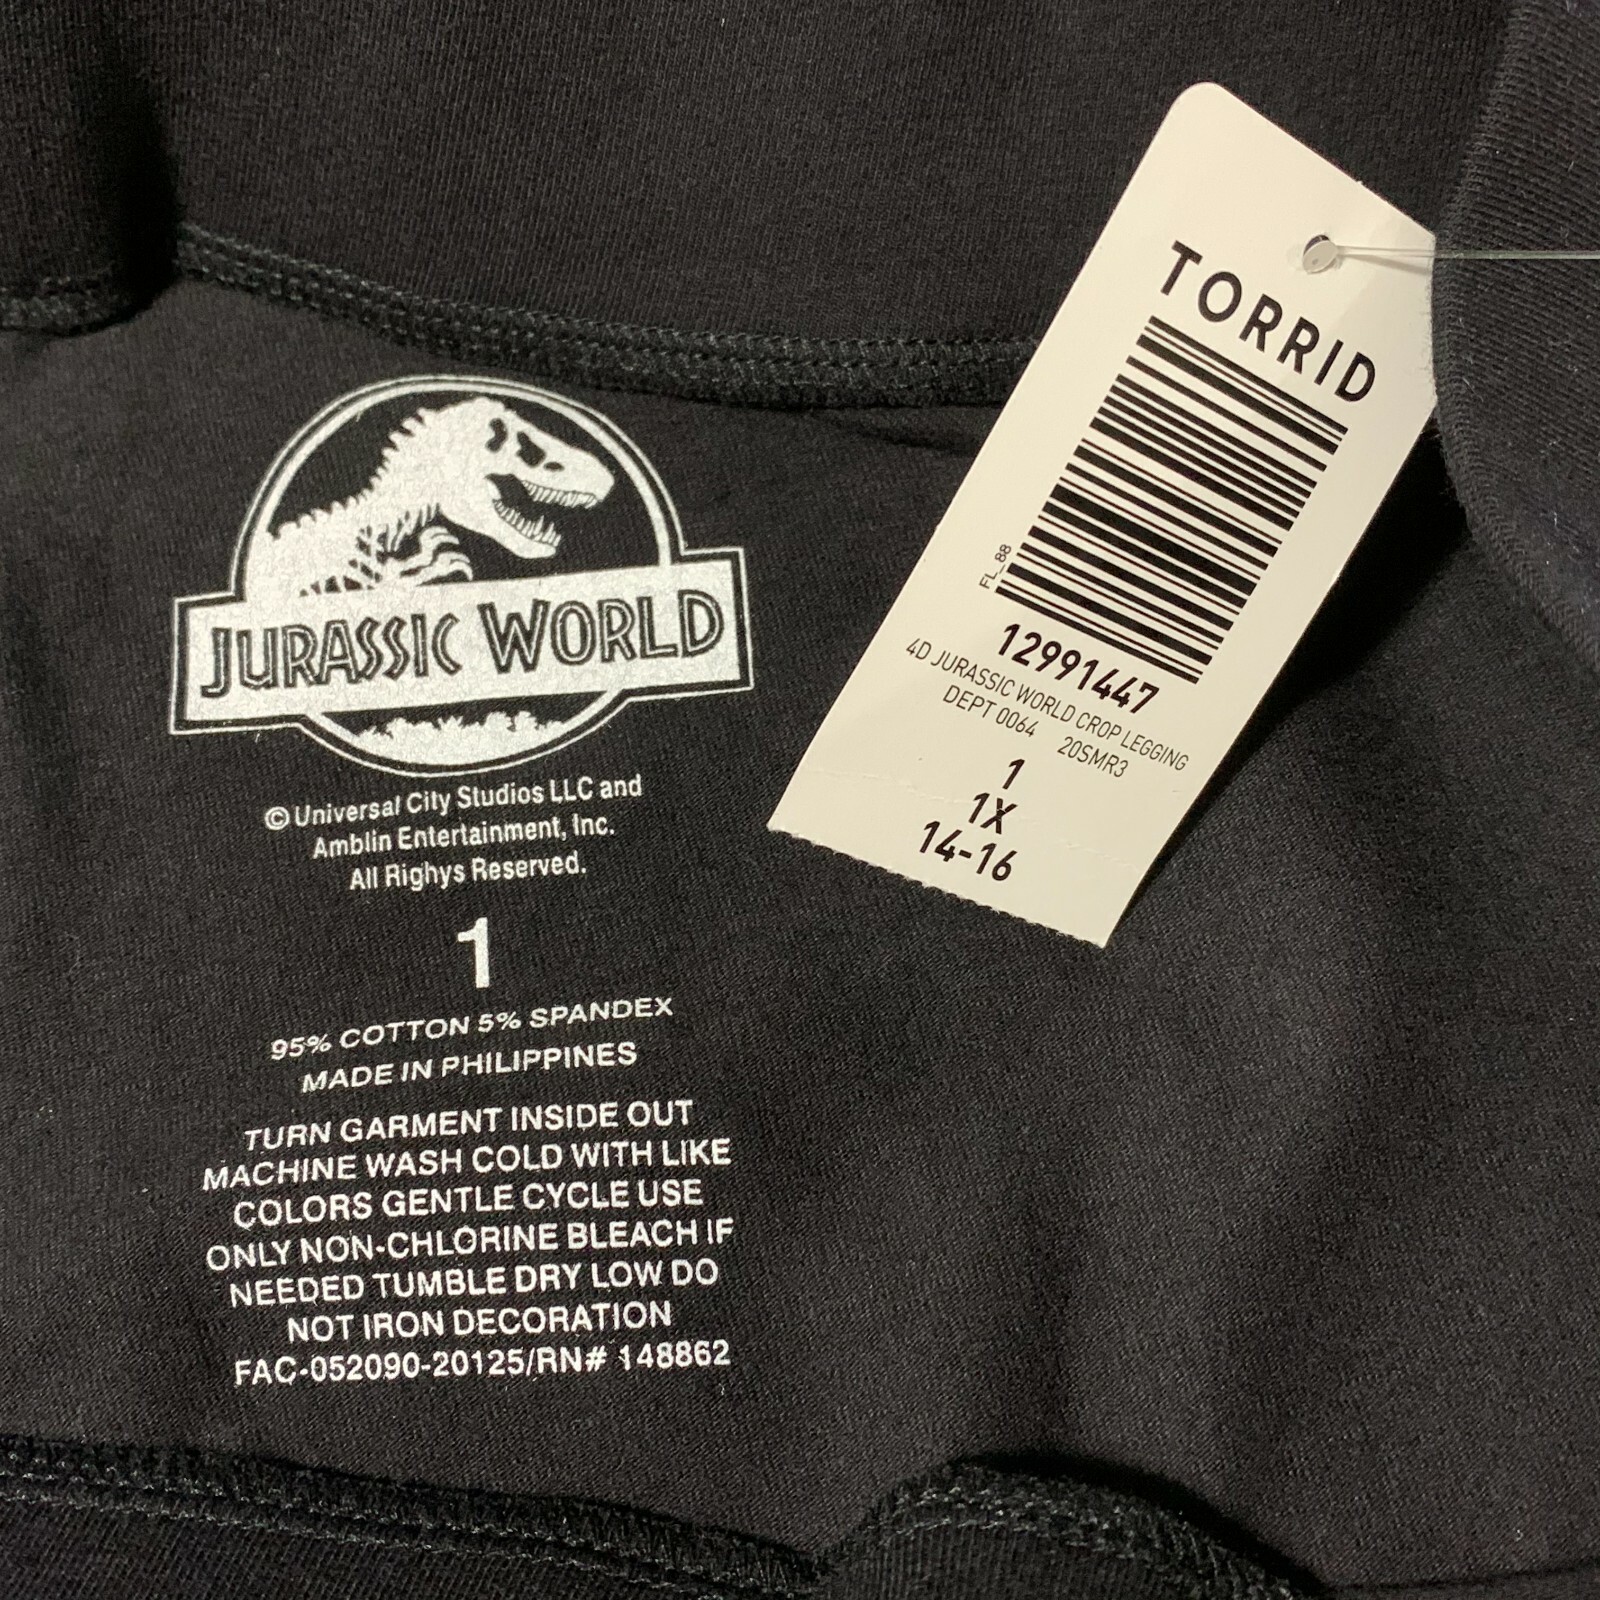 JURASSIC WORLD
© Universal City Studios LLC and
Amblin Entertainment, Inc.
All Righys Reserved.
1
95% COTTON 5% SPANDEX
MADE IN PHILIPPINES
TURN GARMENT INSIDE OUT
MACHINE WASH COLD WITH LIKE
COLORS GENTLE CYCLE USE
ONLY NON-CHLORINE BLEACH IF
NEEDED TUMBLE DRY LOW DO
NOT IRON DECORATION
FAC-052090-20125/RN# 148862
TORRID
FL_88
12991447
4D JURASSIC WORLD CROP LEGGING
DEPT 0064 20SMR3
1
1X
14-16